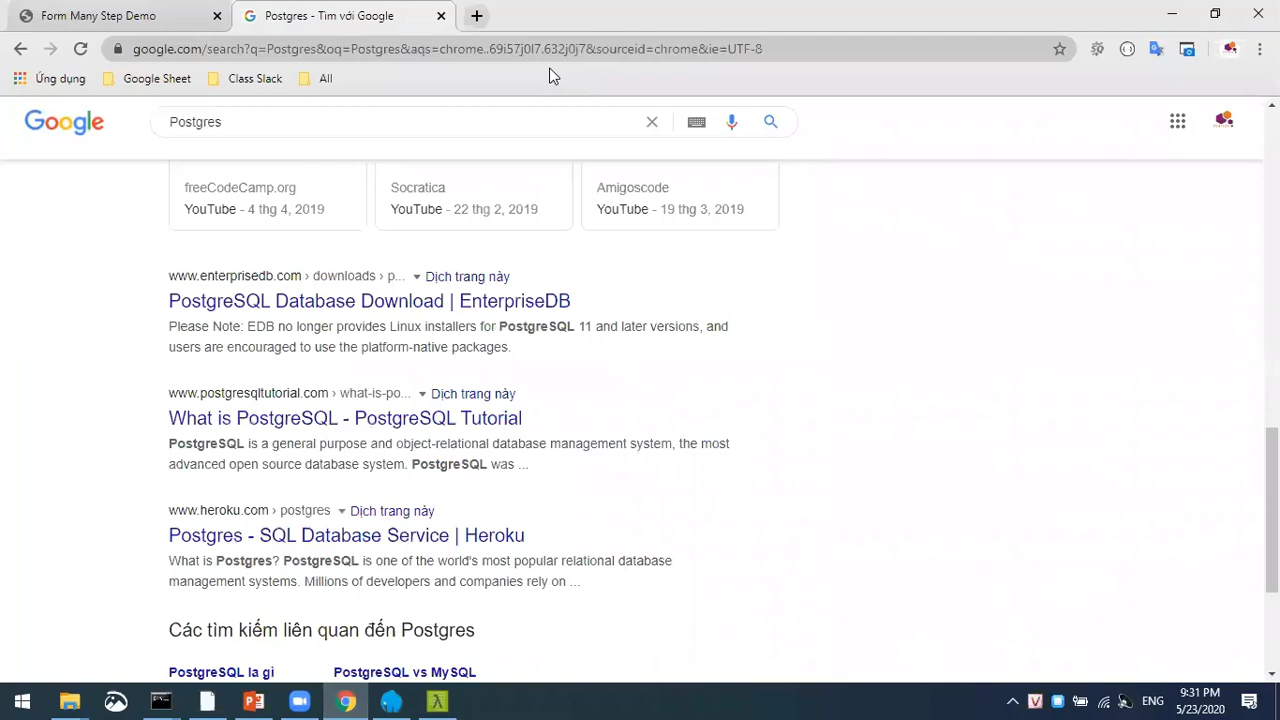 Form Many Step Demo
Postgres - Tìm với Google
google.com/search?q=Postgres&oq=Postgres&aqs=chrome..69i57j0l7.632j0j7&sourceid=chrome&ie=UTF-8
Ứng dụng
Google Sheet
Class Slack
All
Google
Postgres
freeCodeCamp.org
YouTube - 4 thg 4, 2019
Socratica
YouTube - 22 thg 2, 2019
Amigoscode
YouTube - 19 thg 3, 2019
www.enterprisedb.com › downloads › p... Dịch trang này
PostgreSQL Database Download | EnterpriseDB
Please Note: EDB no longer provides Linux installers for PostgreSQL 11 and later versions, and
users are encouraged to use the platform-native packages.
www.postgresqltutorial.com › what-is-po... Dịch trang này
What is PostgreSQL - PostgreSQL Tutorial
PostgreSQL is a general purpose and object-relational database management system, the most
advanced open source database system. PostgreSQL was ...
www.heroku.com › postgres Dịch trang này
Postgres - SQL Database Service | Heroku
What is Postgres? PostgreSQL is one of the world's most popular relational database
management systems. Millions of developers and companies rely on ...
Các tìm kiếm liên quan đến Postgres
PostgreSQL la gì
PostgreSQL vs MySQL
ENG
9:31 PM
5/23/2020